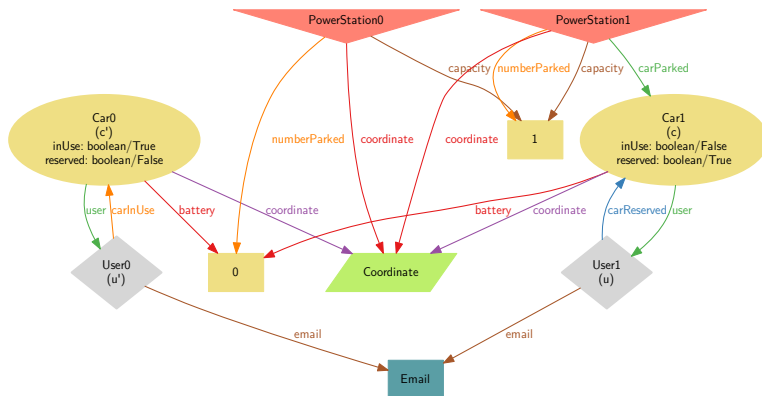 PowerStation0
PowerStation1
capacity
numberParked
capacity
carParked
Car0
(c')
inUse: boolean/True
reserved: boolean/False
numberParked
coordinate
coordinate
1
Car1
(c)
inUse: boolean/False
reserved: boolean/True
user
carInUse
battery
coordinate
battery
coordinate
carReserved
user
User0
(u')
0
Coordinate
User1
(u)
email
email
Email